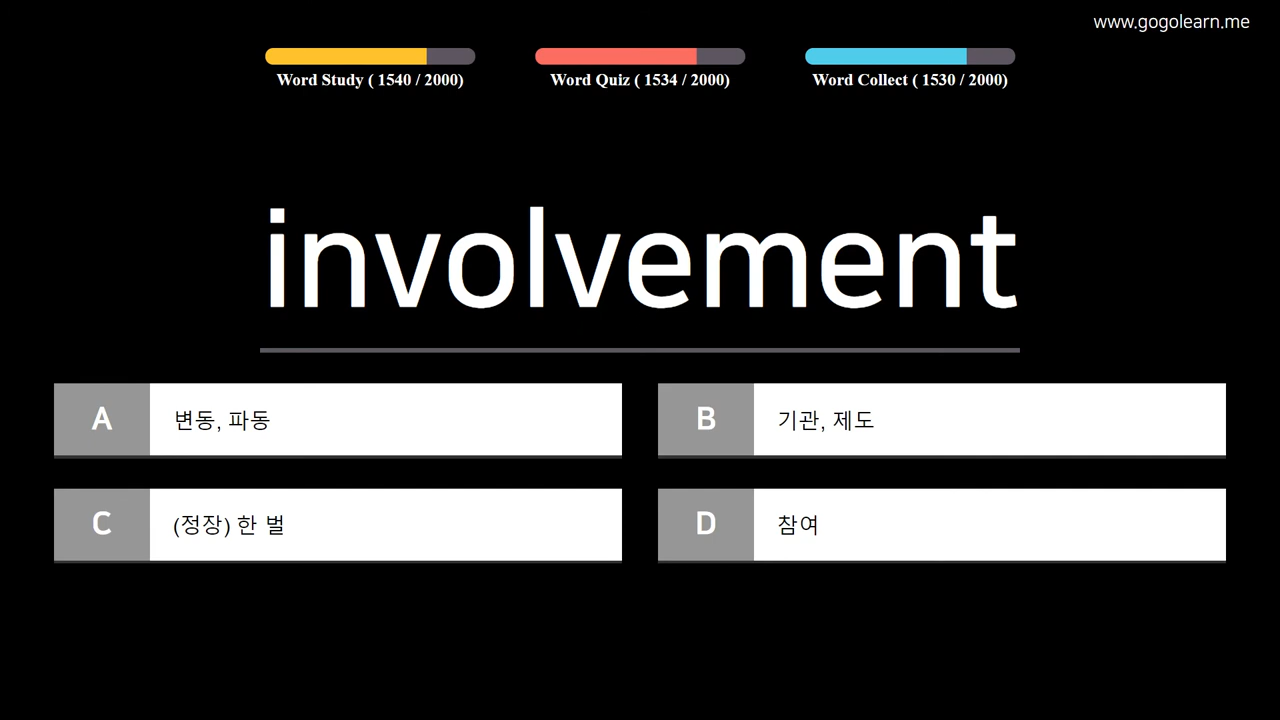 www.gogolearn.me
Word Study ( 1540 / 2000)
Word Quiz ( 1534 / 2000)
Word Collect ( 1530 / 2000)
involvement
A 변동, 파동
B 기관, 제도
C (정장) 한 벌
D 참여